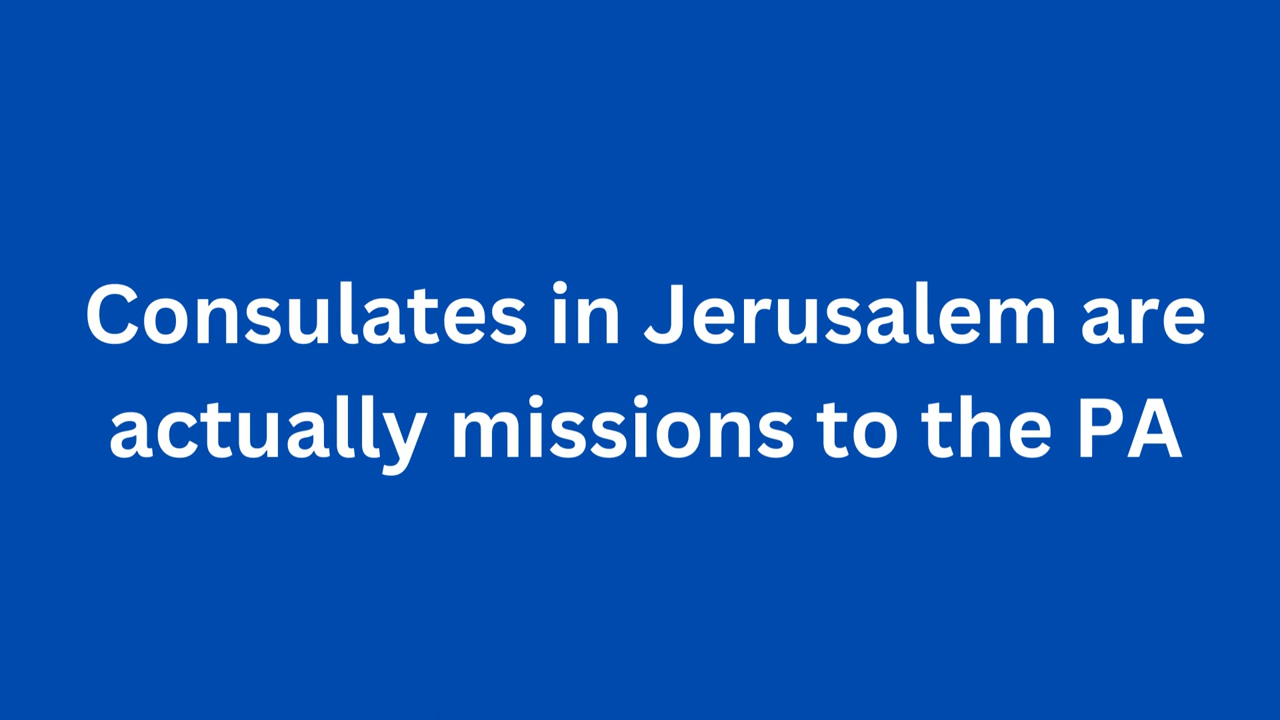 Consulates in Jerusalem are
actually missions to the PA